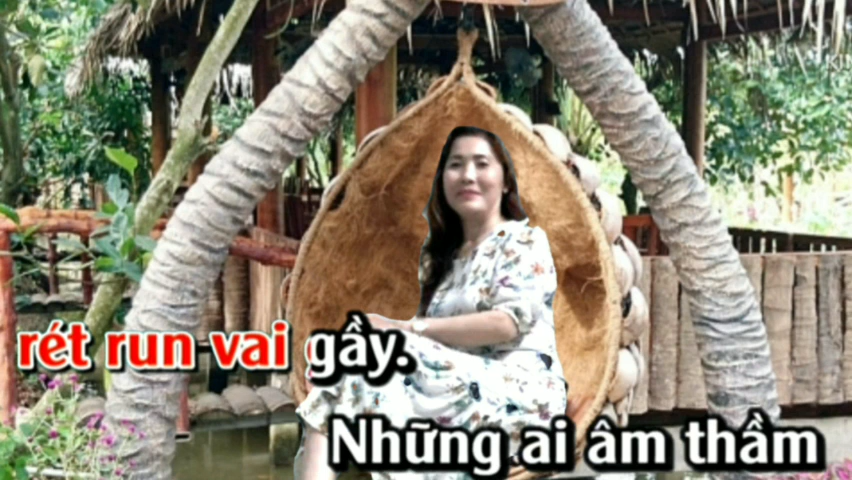 rét run vai gầy.
Những ai âm thầm